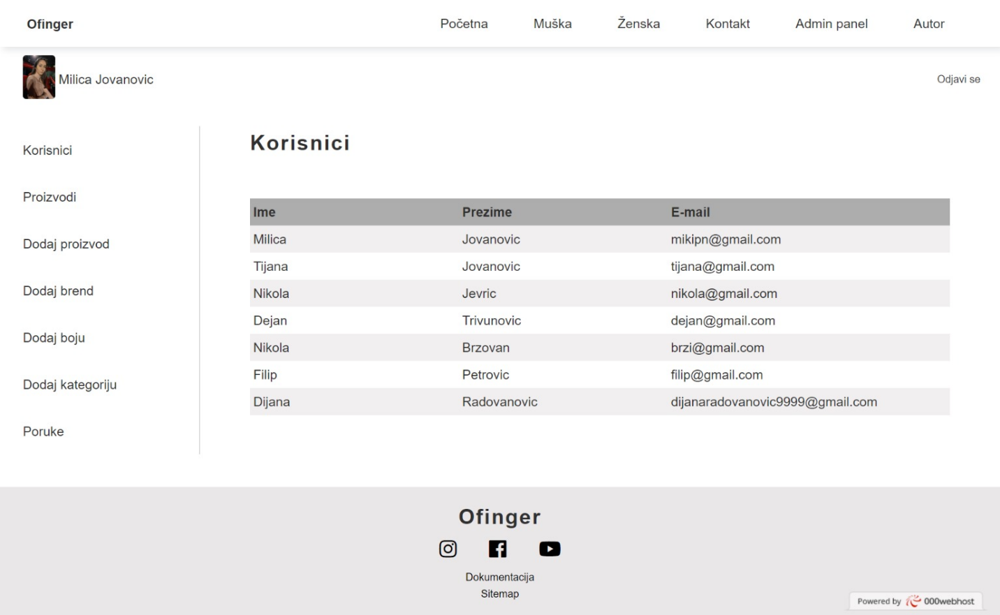 Ofinger Početna Muška Ženska Kontakt Admin panel Autor
Milica Jovanovic Odjavi se
Korisnici
Proizvodi
Dodaj proizvod
Dodaj brend
Dodaj boju
Dodaj kategoriju
Poruke
Korisnici
Ime Prezime E-mail
Milica Jovanovic mikipn@gmail.com
Tijana Jovanovic tijana@gmail.com
Nikola Jevric nikola@gmail.com
Dejan Trivunovic dejan@gmail.com
Nikola Brzovan brzi@gmail.com
Filip Petrovic filip@gmail.com
Dijana Radovanovic dijanaradovanovic9999@gmail.com
Ofinger
Dokumentacija
Sitemap
Powered by 000webhost